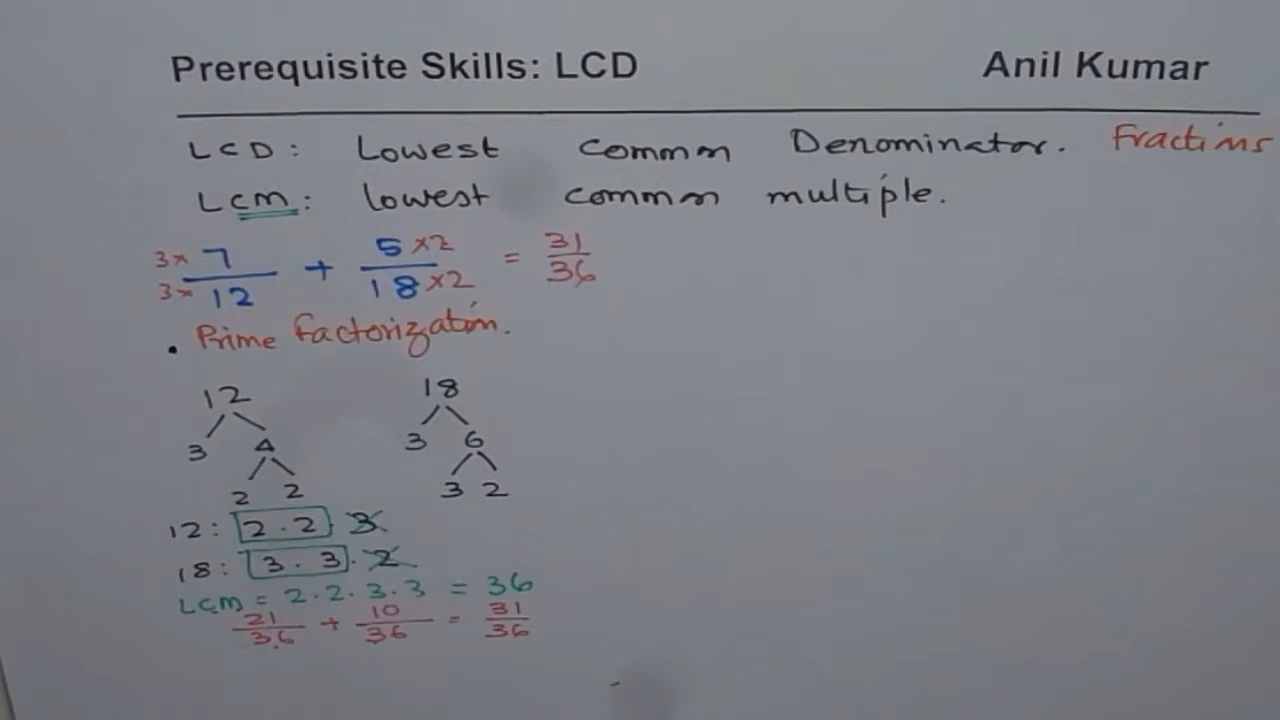 Prerequisite Skills: LCD Anil Kumar
LCD: Lowest common Denominator. Fractions
LCM: lowest common multiple.
3× 7 5 ×2 = 31
3× 12 + 18 ×2 36
• Prime Factorization.
12 18
3 4 3 6
2 2 3 2
12: 2 · 2 3
18: 3 · 3 · 2
LCM = 2·2·3·3 = 36
21 + 10 = 31
36 36 36